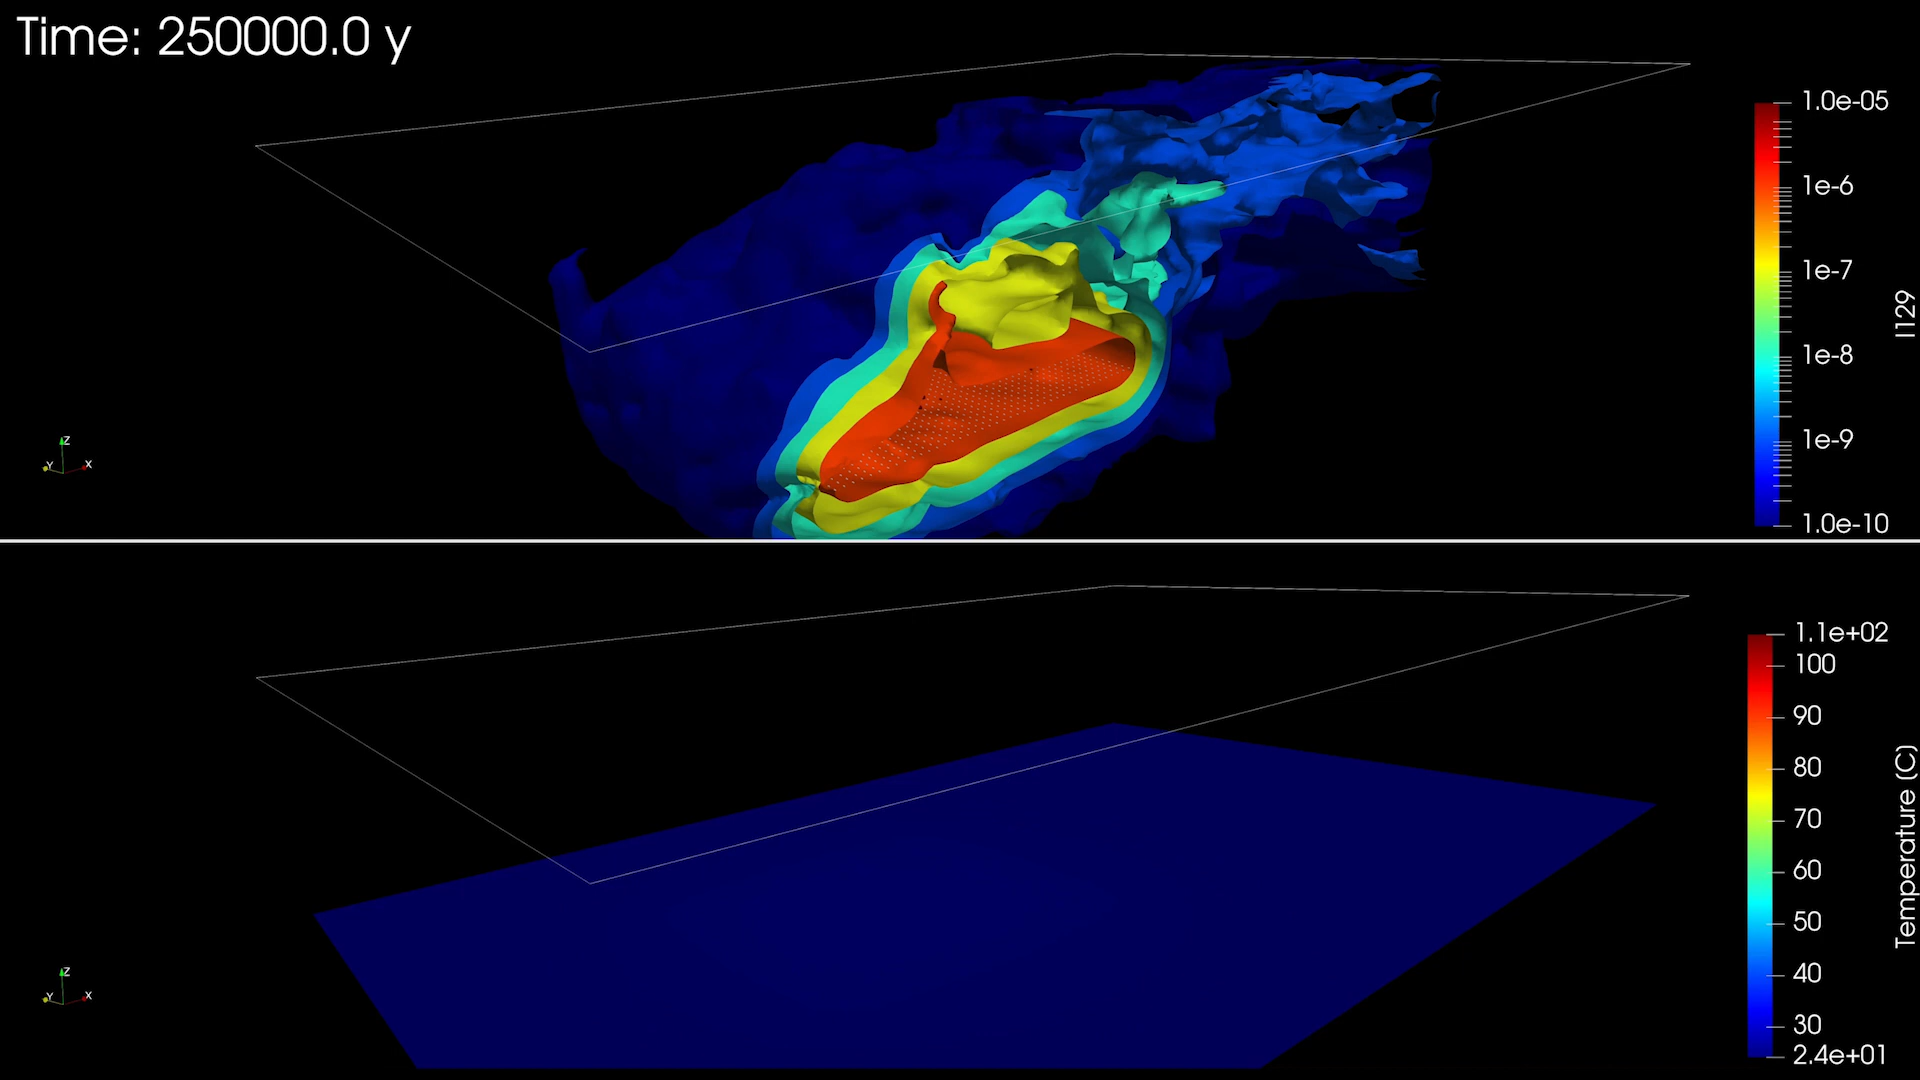 Time: 250000.0 y
1.0e-05
1e-6
1e-7
1e-8
1e-9
1.0e-10
I129
Z
Y
X
1.1e+02
100
90
80
70
60
50
40
30
2.4e+01
Temperature (C)
Z
Y
X